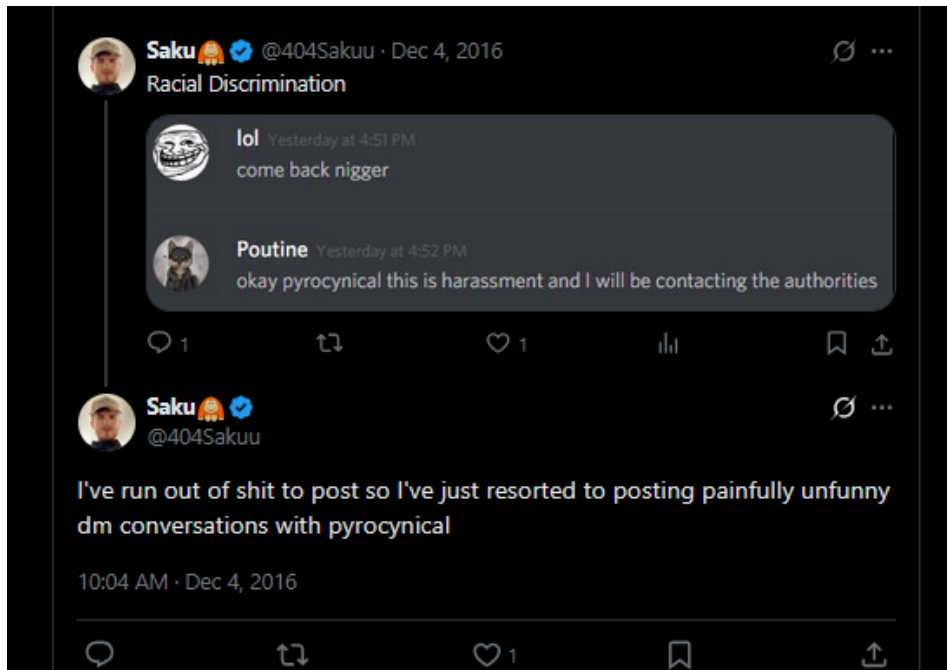 Saku @404Sakuu · Dec 4, 2016
Racial Discrimination
lol Yesterday at 4:51 PM
come back nigger
Poutine Yesterday at 4:52 PM
okay pyrocynical this is harassment and I will be contacting the authorities
1 1
Saku
@404Sakuu
I've run out of shit to post so I've just resorted to posting painfully unfunny
dm conversations with pyrocynical
10:04 AM · Dec 4, 2016
1